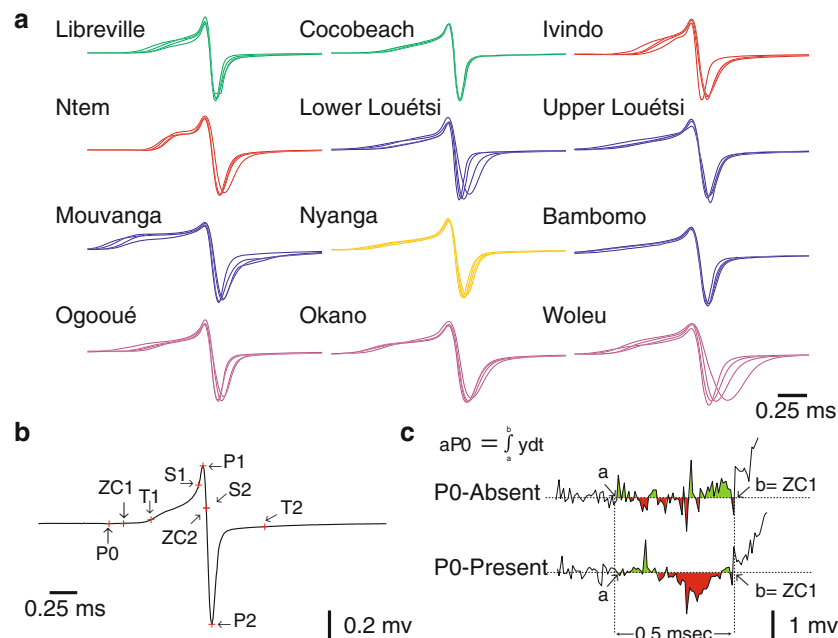 a
Libreville Cocobeach Ivindo
Ntem Lower Louétsi Upper Louétsi
Mouvanga Nyanga Bambomo
Ogooué Okano Woleu
0.25 ms
b
P1
S1
ZC1
T1
S2
ZC2
T2
P0
P2
0.25 ms
0.2 mv
c
aP0 = ∫ᵇₐ ydt
a
P0-Absent
b= ZC1
P0-Present
a
b= ZC1
0.5 msec
1 mv